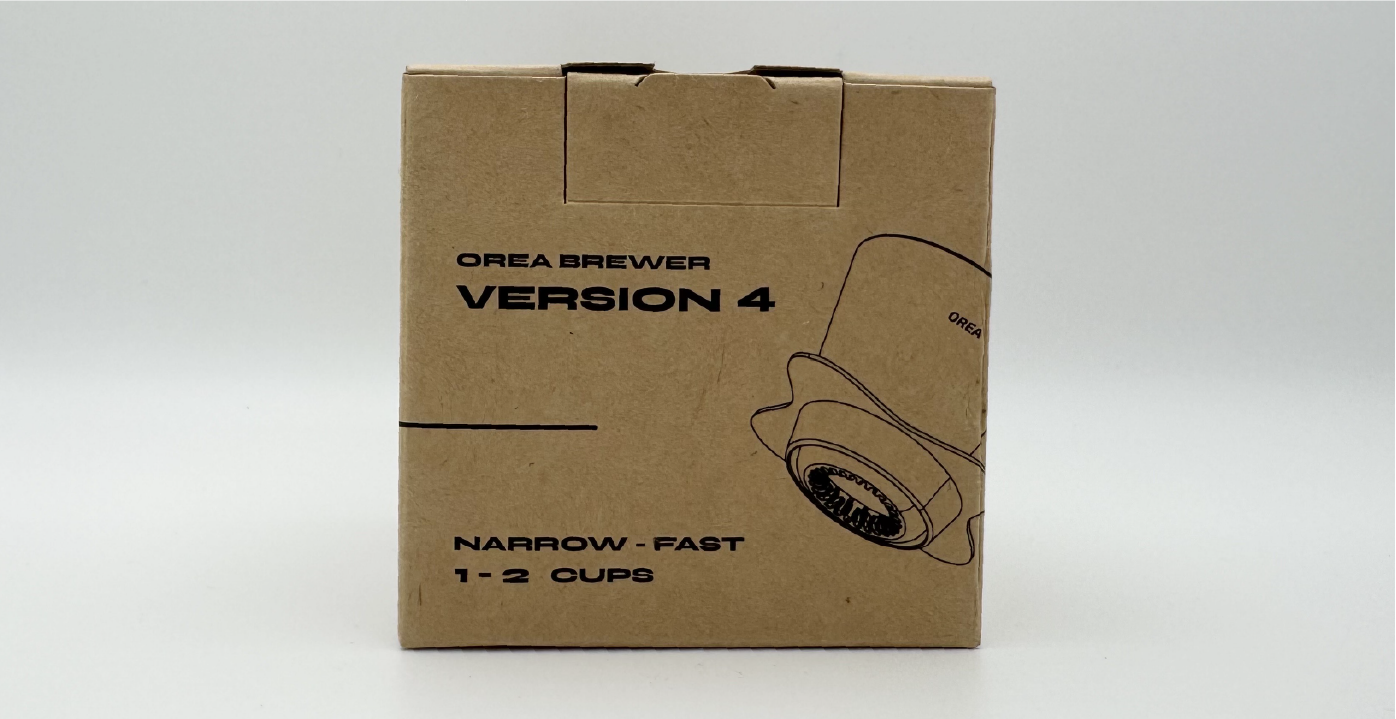 OREA BREWER
VERSION 4
OREA
NARROW - FAST
1 - 2 CUPS